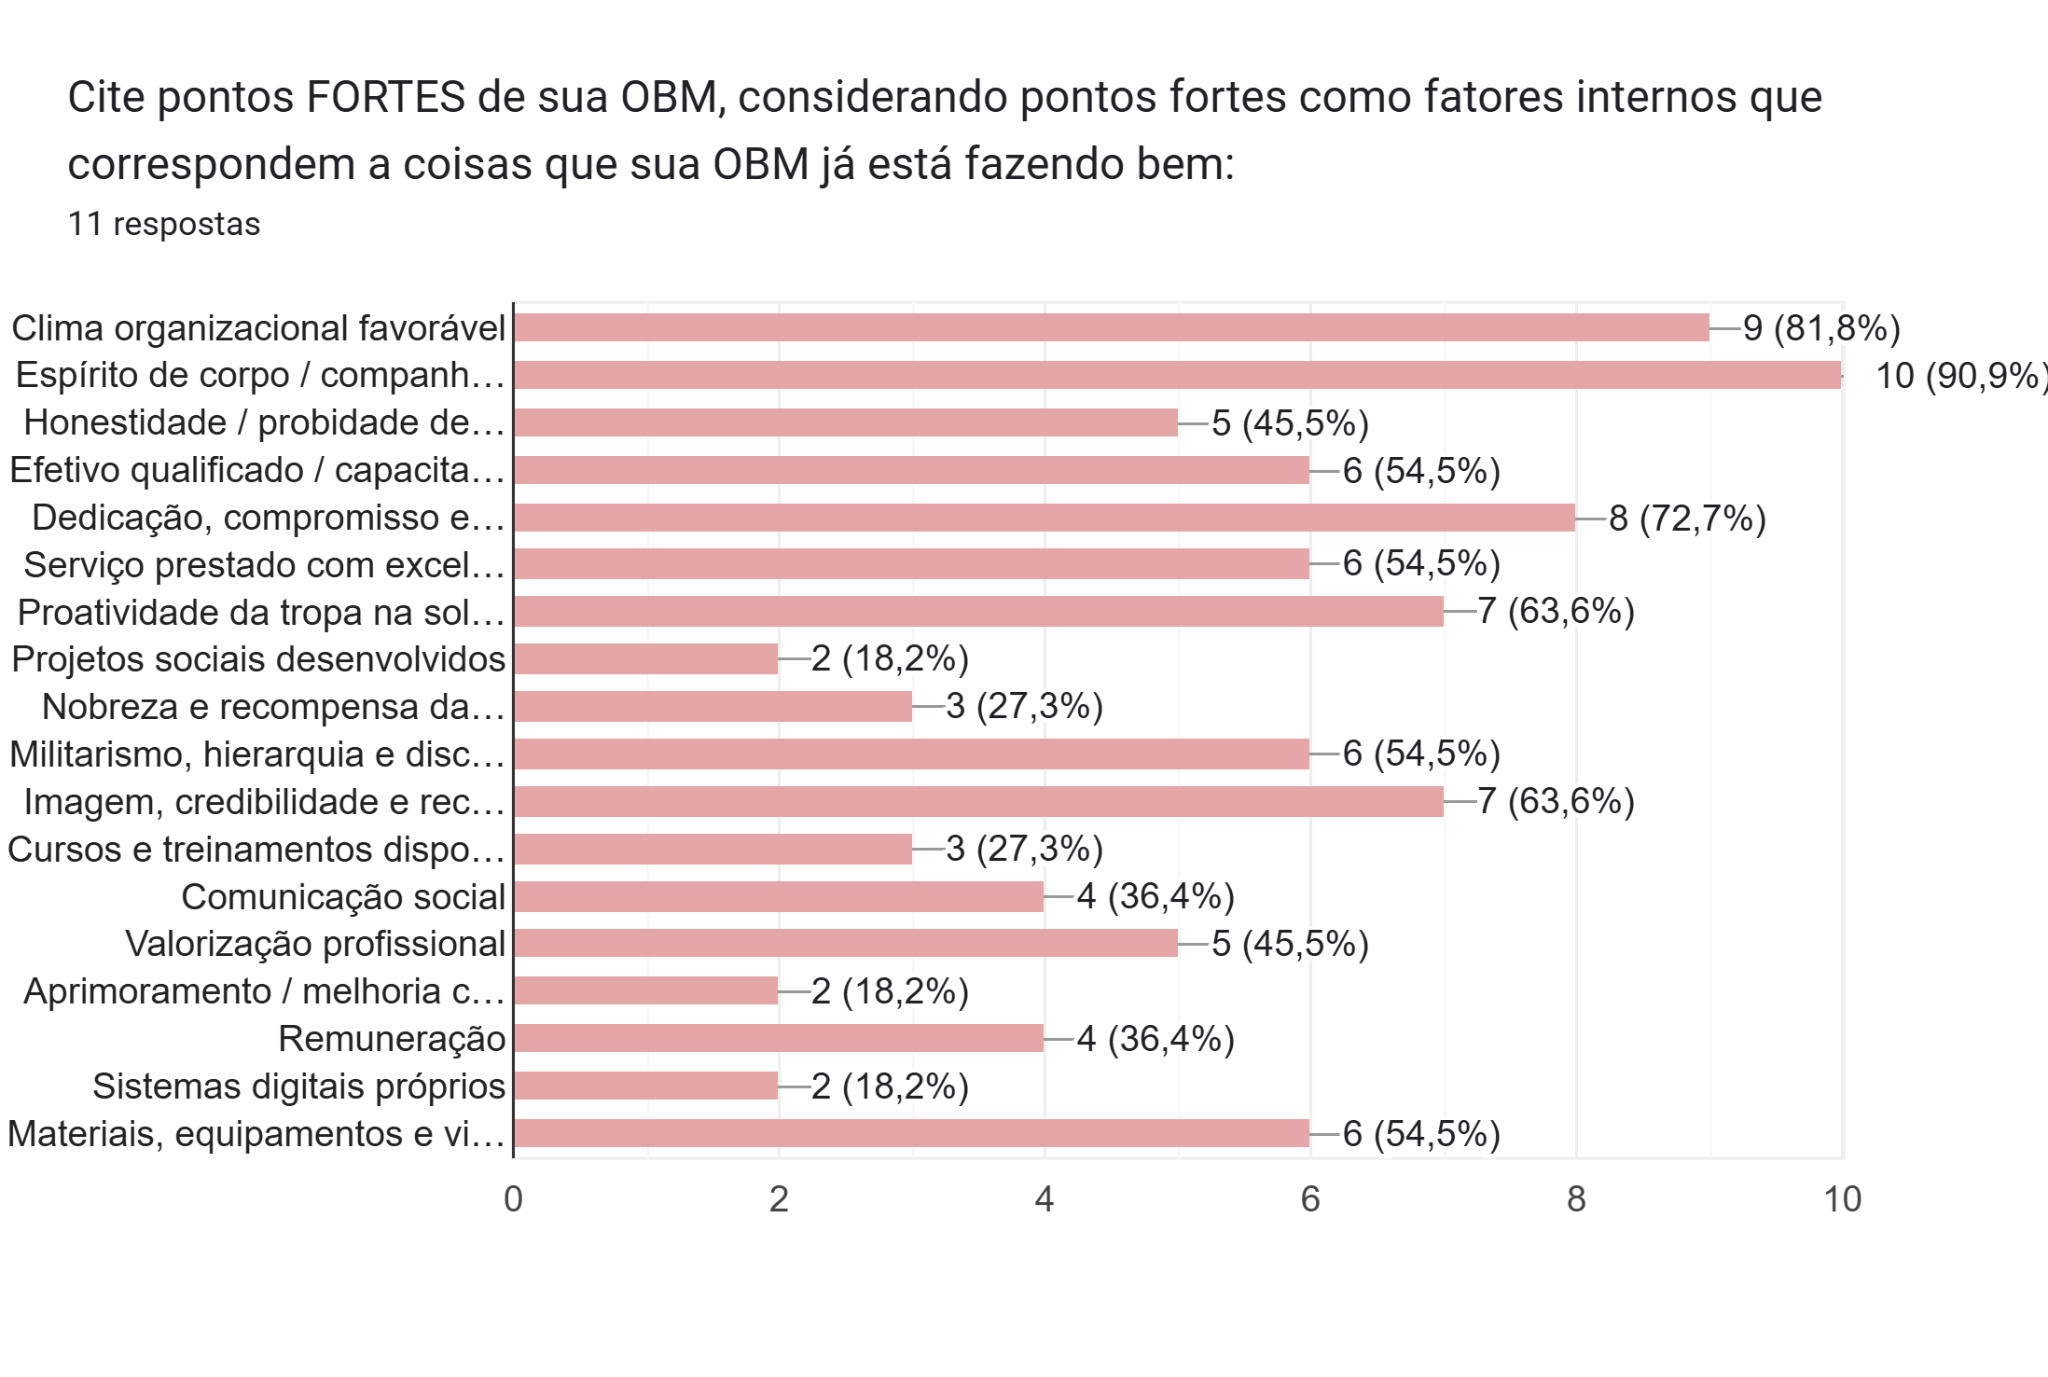 Cite pontos FORTES de sua OBM, considerando pontos fortes como fatores internos que
correspondem a coisas que sua OBM já está fazendo bem:
11 respostas
Clima organizacional favorável 9 (81,8%)
Espírito de corpo / companh… 10 (90,9%)
Honestidade / probidade de… 5 (45,5%)
Efetivo qualificado / capacita… 6 (54,5%)
Dedicação, compromisso e… 8 (72,7%)
Serviço prestado com excel… 6 (54,5%)
Proatividade da tropa na sol… 7 (63,6%)
Projetos sociais desenvolvidos 2 (18,2%)
Nobreza e recompensa da… 3 (27,3%)
Militarismo, hierarquia e disc… 6 (54,5%)
Imagem, credibilidade e rec… 7 (63,6%)
Cursos e treinamentos dispo… 3 (27,3%)
Comunicação social 4 (36,4%)
Valorização profissional 5 (45,5%)
Aprimoramento / melhoria c… 2 (18,2%)
Remuneração 4 (36,4%)
Sistemas digitais próprios 2 (18,2%)
Materiais, equipamentos e vi… 6 (54,5%)
0 2 4 6 8 10